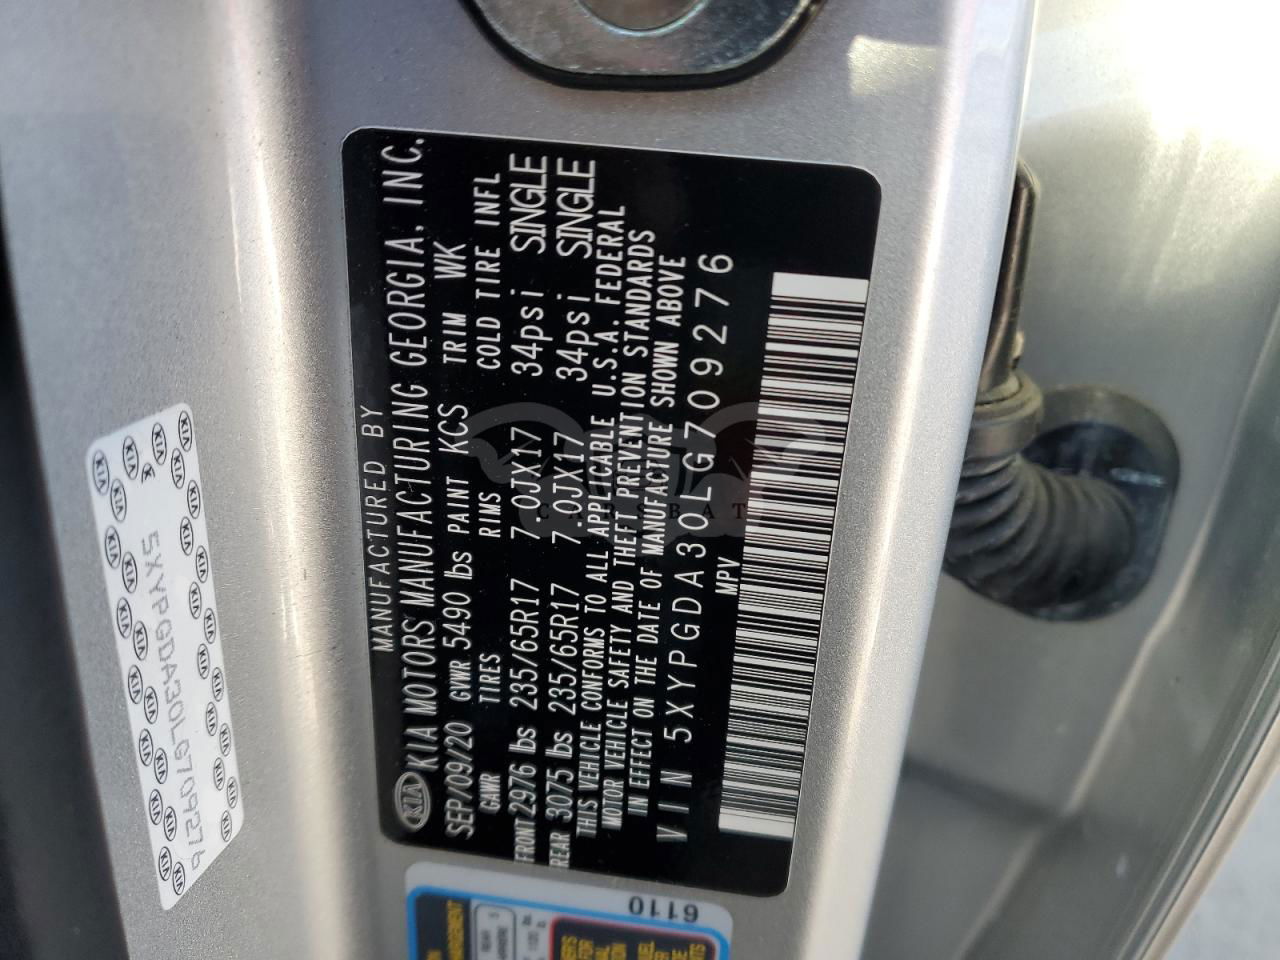 MANUFACTURED BY
KIA KIA MOTORS MANUFACTURING GEORGIA, INC.
SEP/09/20 GVWR 5490 lbs PAINT KCS TRIM WK
GAWR TIRES RIMS COLD TIRE INFL
FRONT 2976 lbs 235/65R17 7.0JX17 34psi SINGLE
REAR 3075 lbs 235/65R17 7.0JX17 34psi SINGLE
THIS VEHICLE CONFORMS TO ALL APPLICABLE U.S.A. FEDERAL
MOTOR VEHICLE SAFETY AND THEFT PREVENTION STANDARDS
IN EFFECT ON THE DATE OF MANUFACTURE SHOWN ABOVE
VIN 5XYPGDA30LG709276
MPV
5XYPGDA30LG709276
6110
CARSBAT